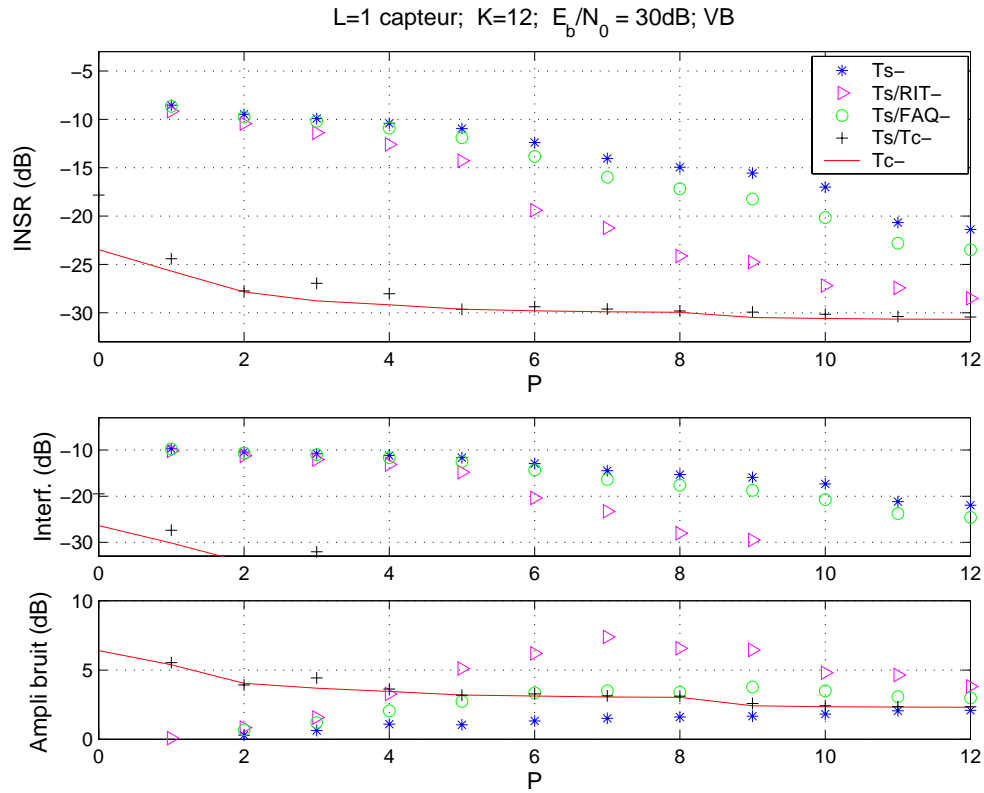 L=1 capteur; K=12; E_b/N_0 = 30dB; VB
INSR (dB)
−5
−10
−15
−20
−25
−30
0 2 4 6 8 10 12
P
Ts−
Ts/RIT−
Ts/FAQ−
Ts/Tc−
Tc−
Interf. (dB)
−10
−20
−30
0 2 4 6 8 10 12
Ampli bruit (dB)
10
5
0
0 2 4 6 8 10 12
P